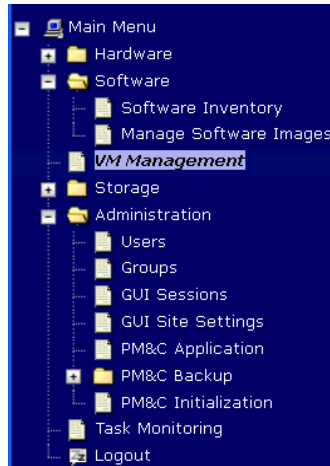 Main Menu
Hardware
Software
Software Inventory
Manage Software Images
VM Management
Storage
Administration
Users
Groups
GUI Sessions
GUI Site Settings
PM&C Application
PM&C Backup
PM&C Initialization
Task Monitoring
Logout